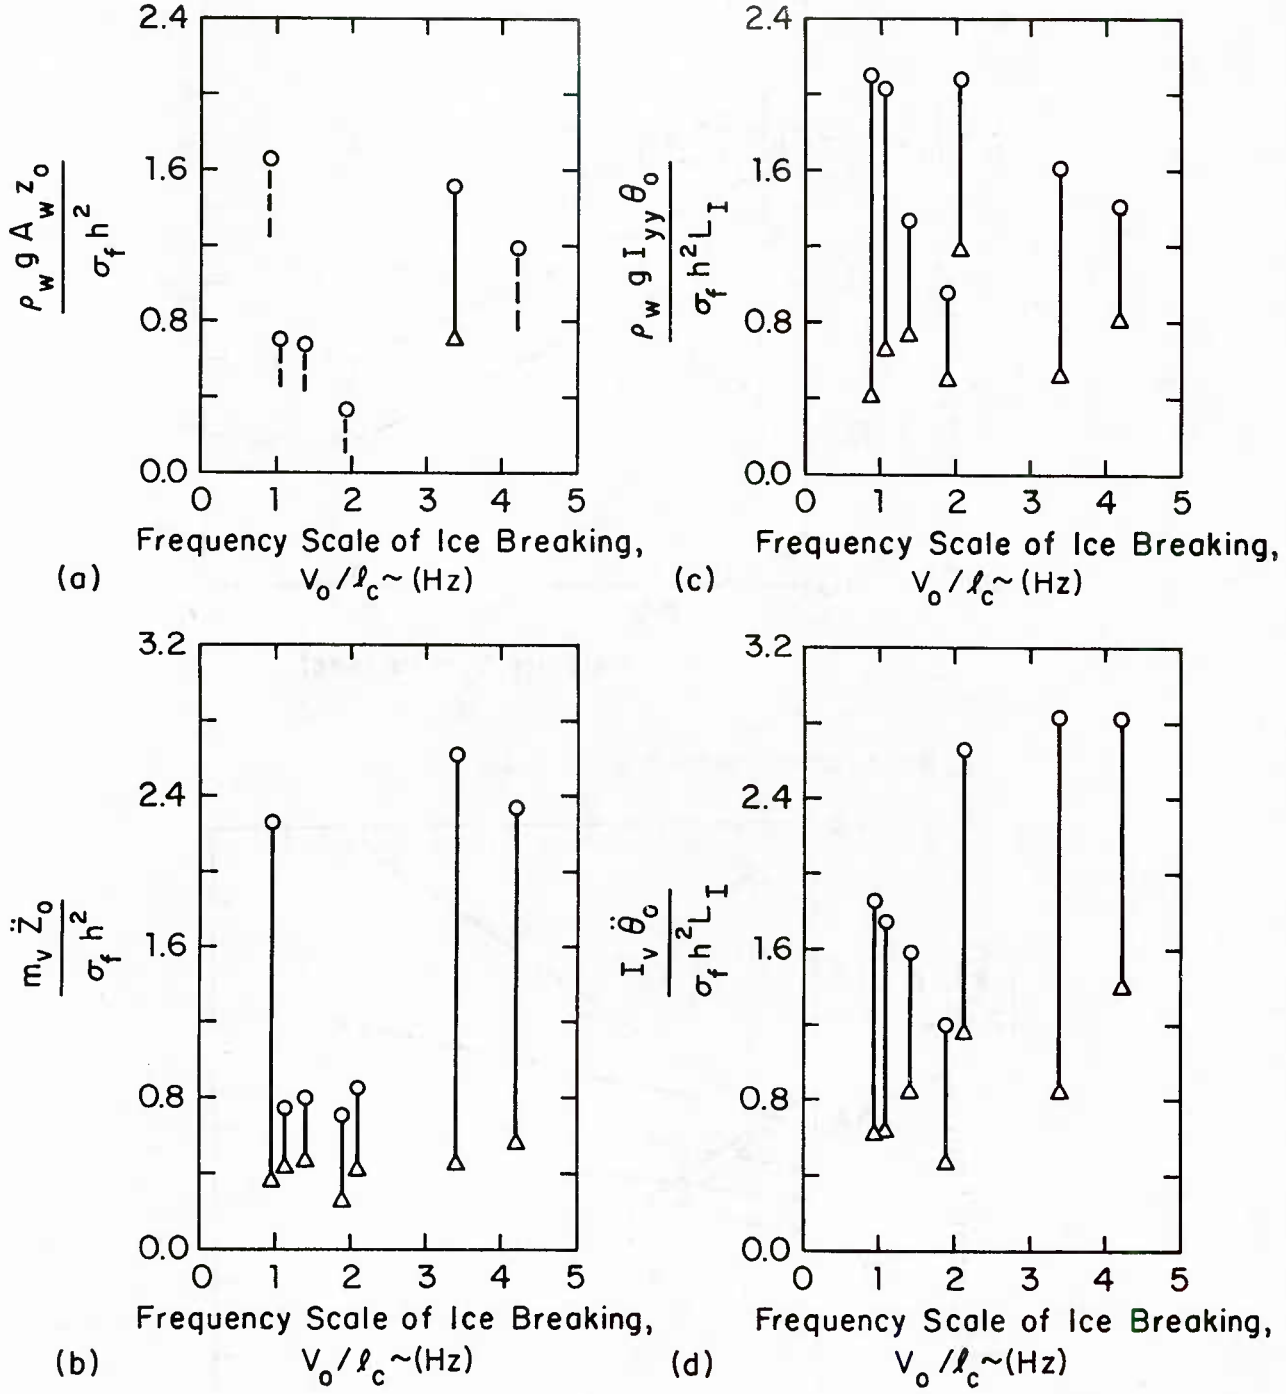 2.4
1.6
0.8
0.0
ρw g Aw zo
σf h²
0 1 2 3 4 5
Frequency Scale of Ice Breaking,
(a) Vo/ℓc~(Hz)
2.4
1.6
0.8
0.0
ρw g Iyy θo
σf h² LI
0 1 2 3 4 5
Frequency Scale of Ice Breaking,
(c) Vo/ℓc~(Hz)
3.2
2.4
1.6
0.8
0.0
mv Z̈o
σf h²
0 1 2 3 4 5
Frequency Scale of Ice Breaking,
(b) Vo/ℓc~(Hz)
3.2
2.4
1.6
0.8
0.0
Iv θ̈o
σf h² LI
0 1 2 3 4 5
Frequency Scale of Ice Breaking,
(d) Vo/ℓc~(Hz)